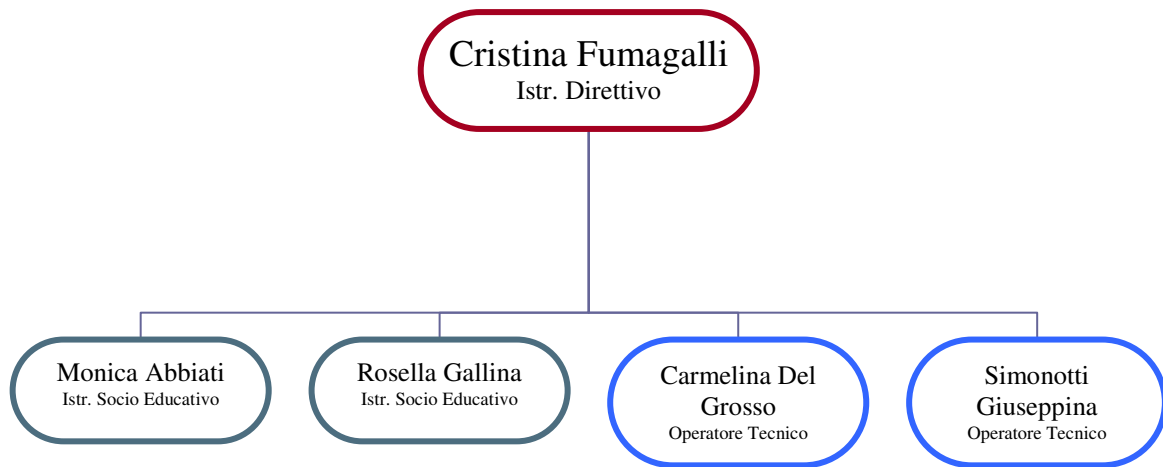 Cristina Fumagalli
Istr. Direttivo
Monica Abbiati
Istr. Socio Educativo
Rosella Gallina
Istr. Socio Educativo
Carmelina Del
Grosso
Operatore Tecnico
Simonotti
Giuseppina
Operatore Tecnico